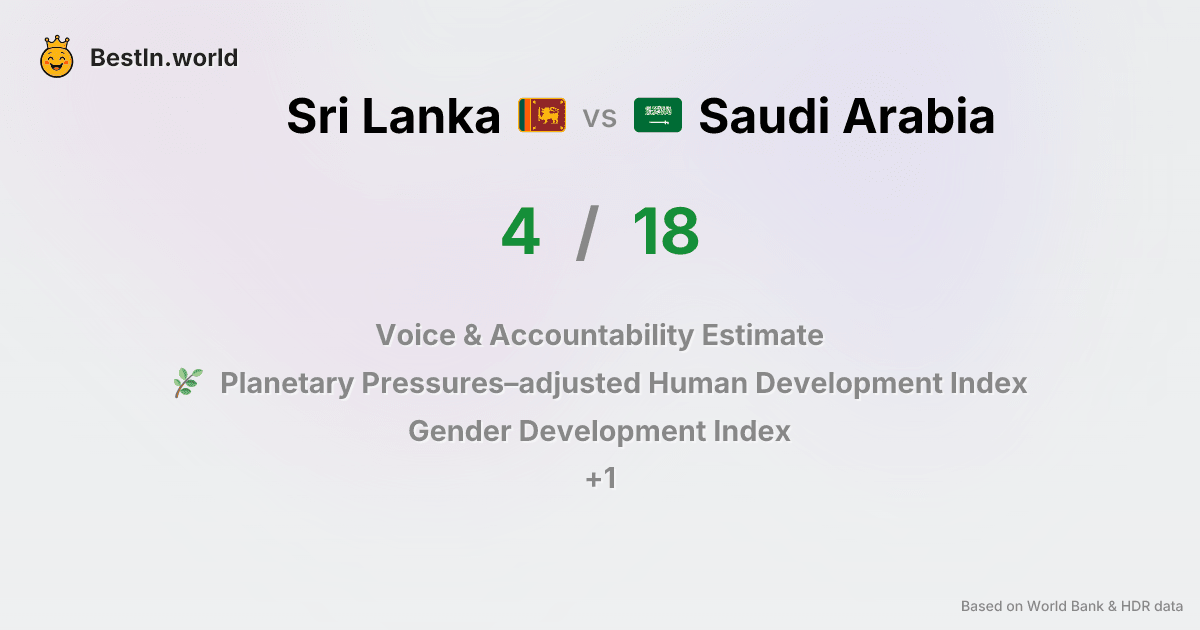 BestIn.world
Sri Lanka vs Saudi Arabia
4 / 18
Voice & Accountability Estimate
Planetary Pressures–adjusted Human Development Index
Gender Development Index
+1
Based on World Bank & HDR data